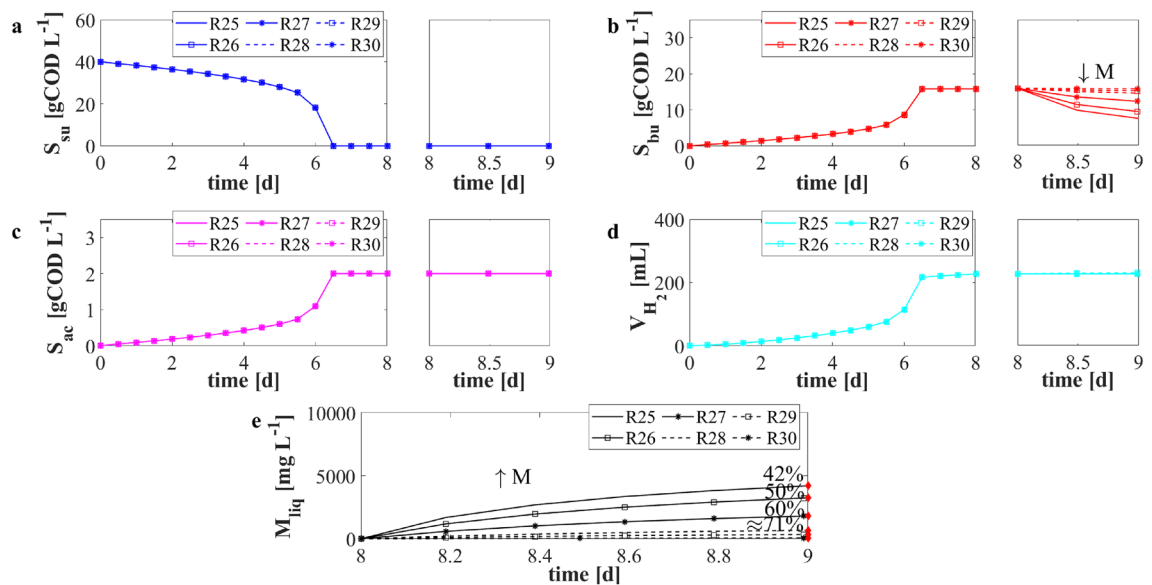 a
R25 R27 R29
R26 R28 R30
S_su [gCOD L^-1]
60
40
20
0
0 2 4 6 8
time [d]
8 8.5 9
time [d]
b
R25 R27 R29
R26 R28 R30
S_bu [gCOD L^-1]
30
15
0
0 2 4 6 8
time [d]
↓ M
8 8.5 9
time [d]
c
R25 R27 R29
R26 R28 R30
S_ac [gCOD L^-1]
3
2
1
0
0 2 4 6 8
time [d]
8 8.5 9
time [d]
d
R25 R27 R29
R26 R28 R30
V_H2 [mL]
400
200
0
0 2 4 6 8
time [d]
8 8.5 9
time [d]
e
R25 R27 R29
R26 R28 R30
M_liq [mg L^-1]
10000
5000
0
↑ M
42%
50%
60%
≈71%
8 8.2 8.4 8.6 8.8 9
time [d]